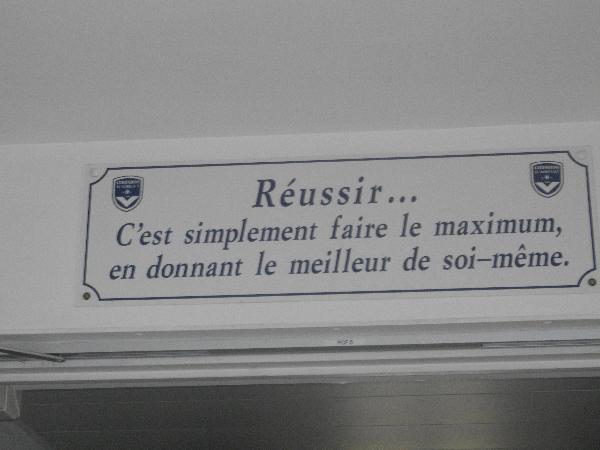 Réussir...
C'est simplement faire le maximum,
en donnant le meilleur de soi-même.